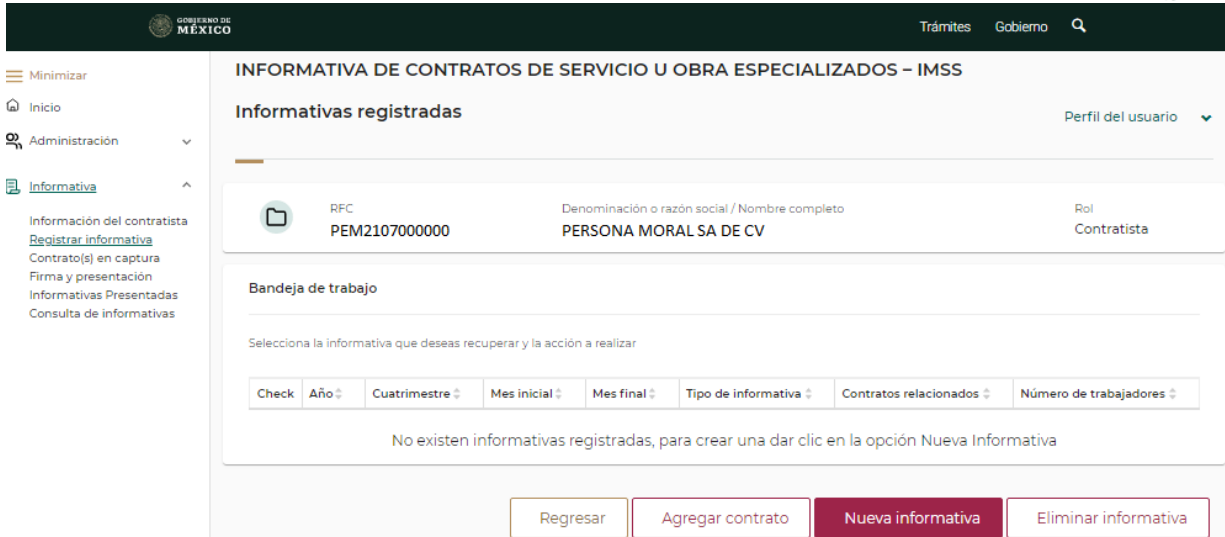 GOBIERNO DE
MÉXICO
Trámites Gobierno
Minimizar
Inicio
Administración
Informativa
Información del contratista
Registrar informativa
Contrato(s) en captura
Firma y presentación
Informativas Presentadas
Consulta de informativas
INFORMATIVA DE CONTRATOS DE SERVICIO U OBRA ESPECIALIZADOS – IMSS
Informativas registradas
Perfil del usuario
RFC Denominación o razón social / Nombre completo Rol
PEM2107000000 PERSONA MORAL SA DE CV Contratista
Bandeja de trabajo
Selecciona la informativa que deseas recuperar y la acción a realizar
Check Año Cuatrimestre Mes inicial Mes final Tipo de informativa Contratos relacionados Número de trabajadores
No existen informativas registradas, para crear una dar clic en la opción Nueva Informativa
Regresar Agregar contrato Nueva informativa Eliminar informativa